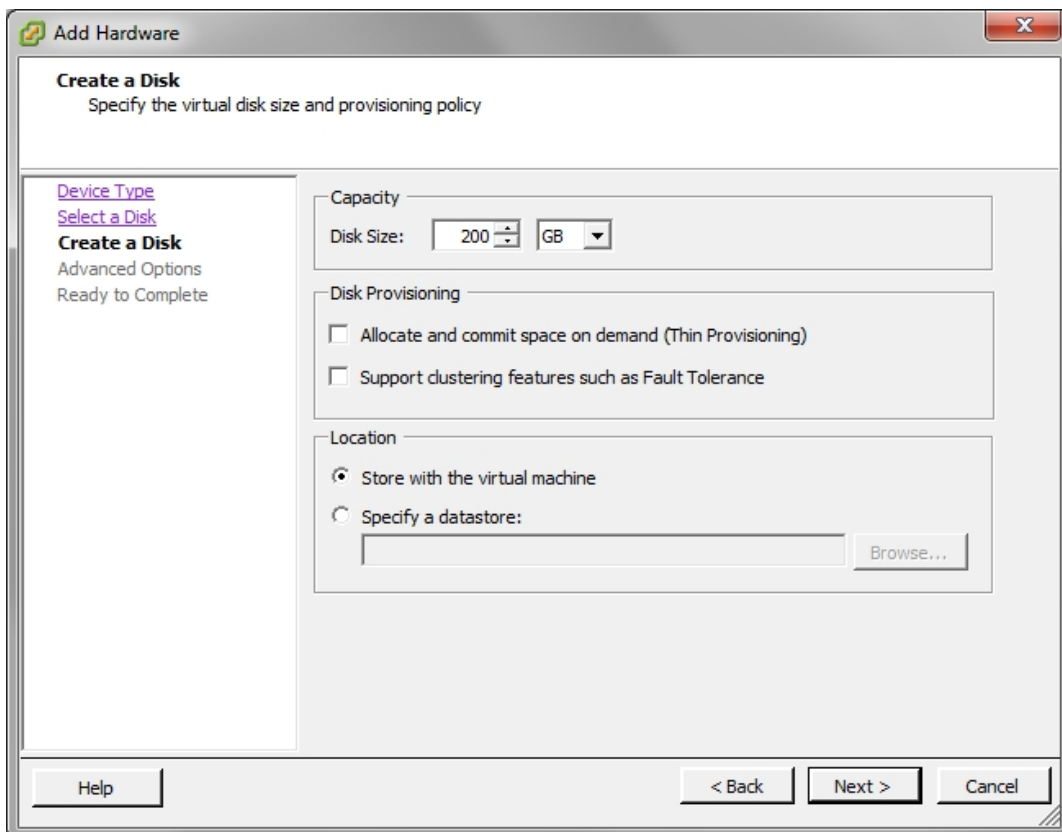 Add Hardware
Create a Disk
Specify the virtual disk size and provisioning policy
Device Type
Select a Disk
Create a Disk
Advanced Options
Ready to Complete
Capacity
Disk Size: 200 GB
Disk Provisioning
Allocate and commit space on demand (Thin Provisioning)
Support clustering features such as Fault Tolerance
Location
Store with the virtual machine
Specify a datastore:
Browse...
Help
< Back
Next >
Cancel